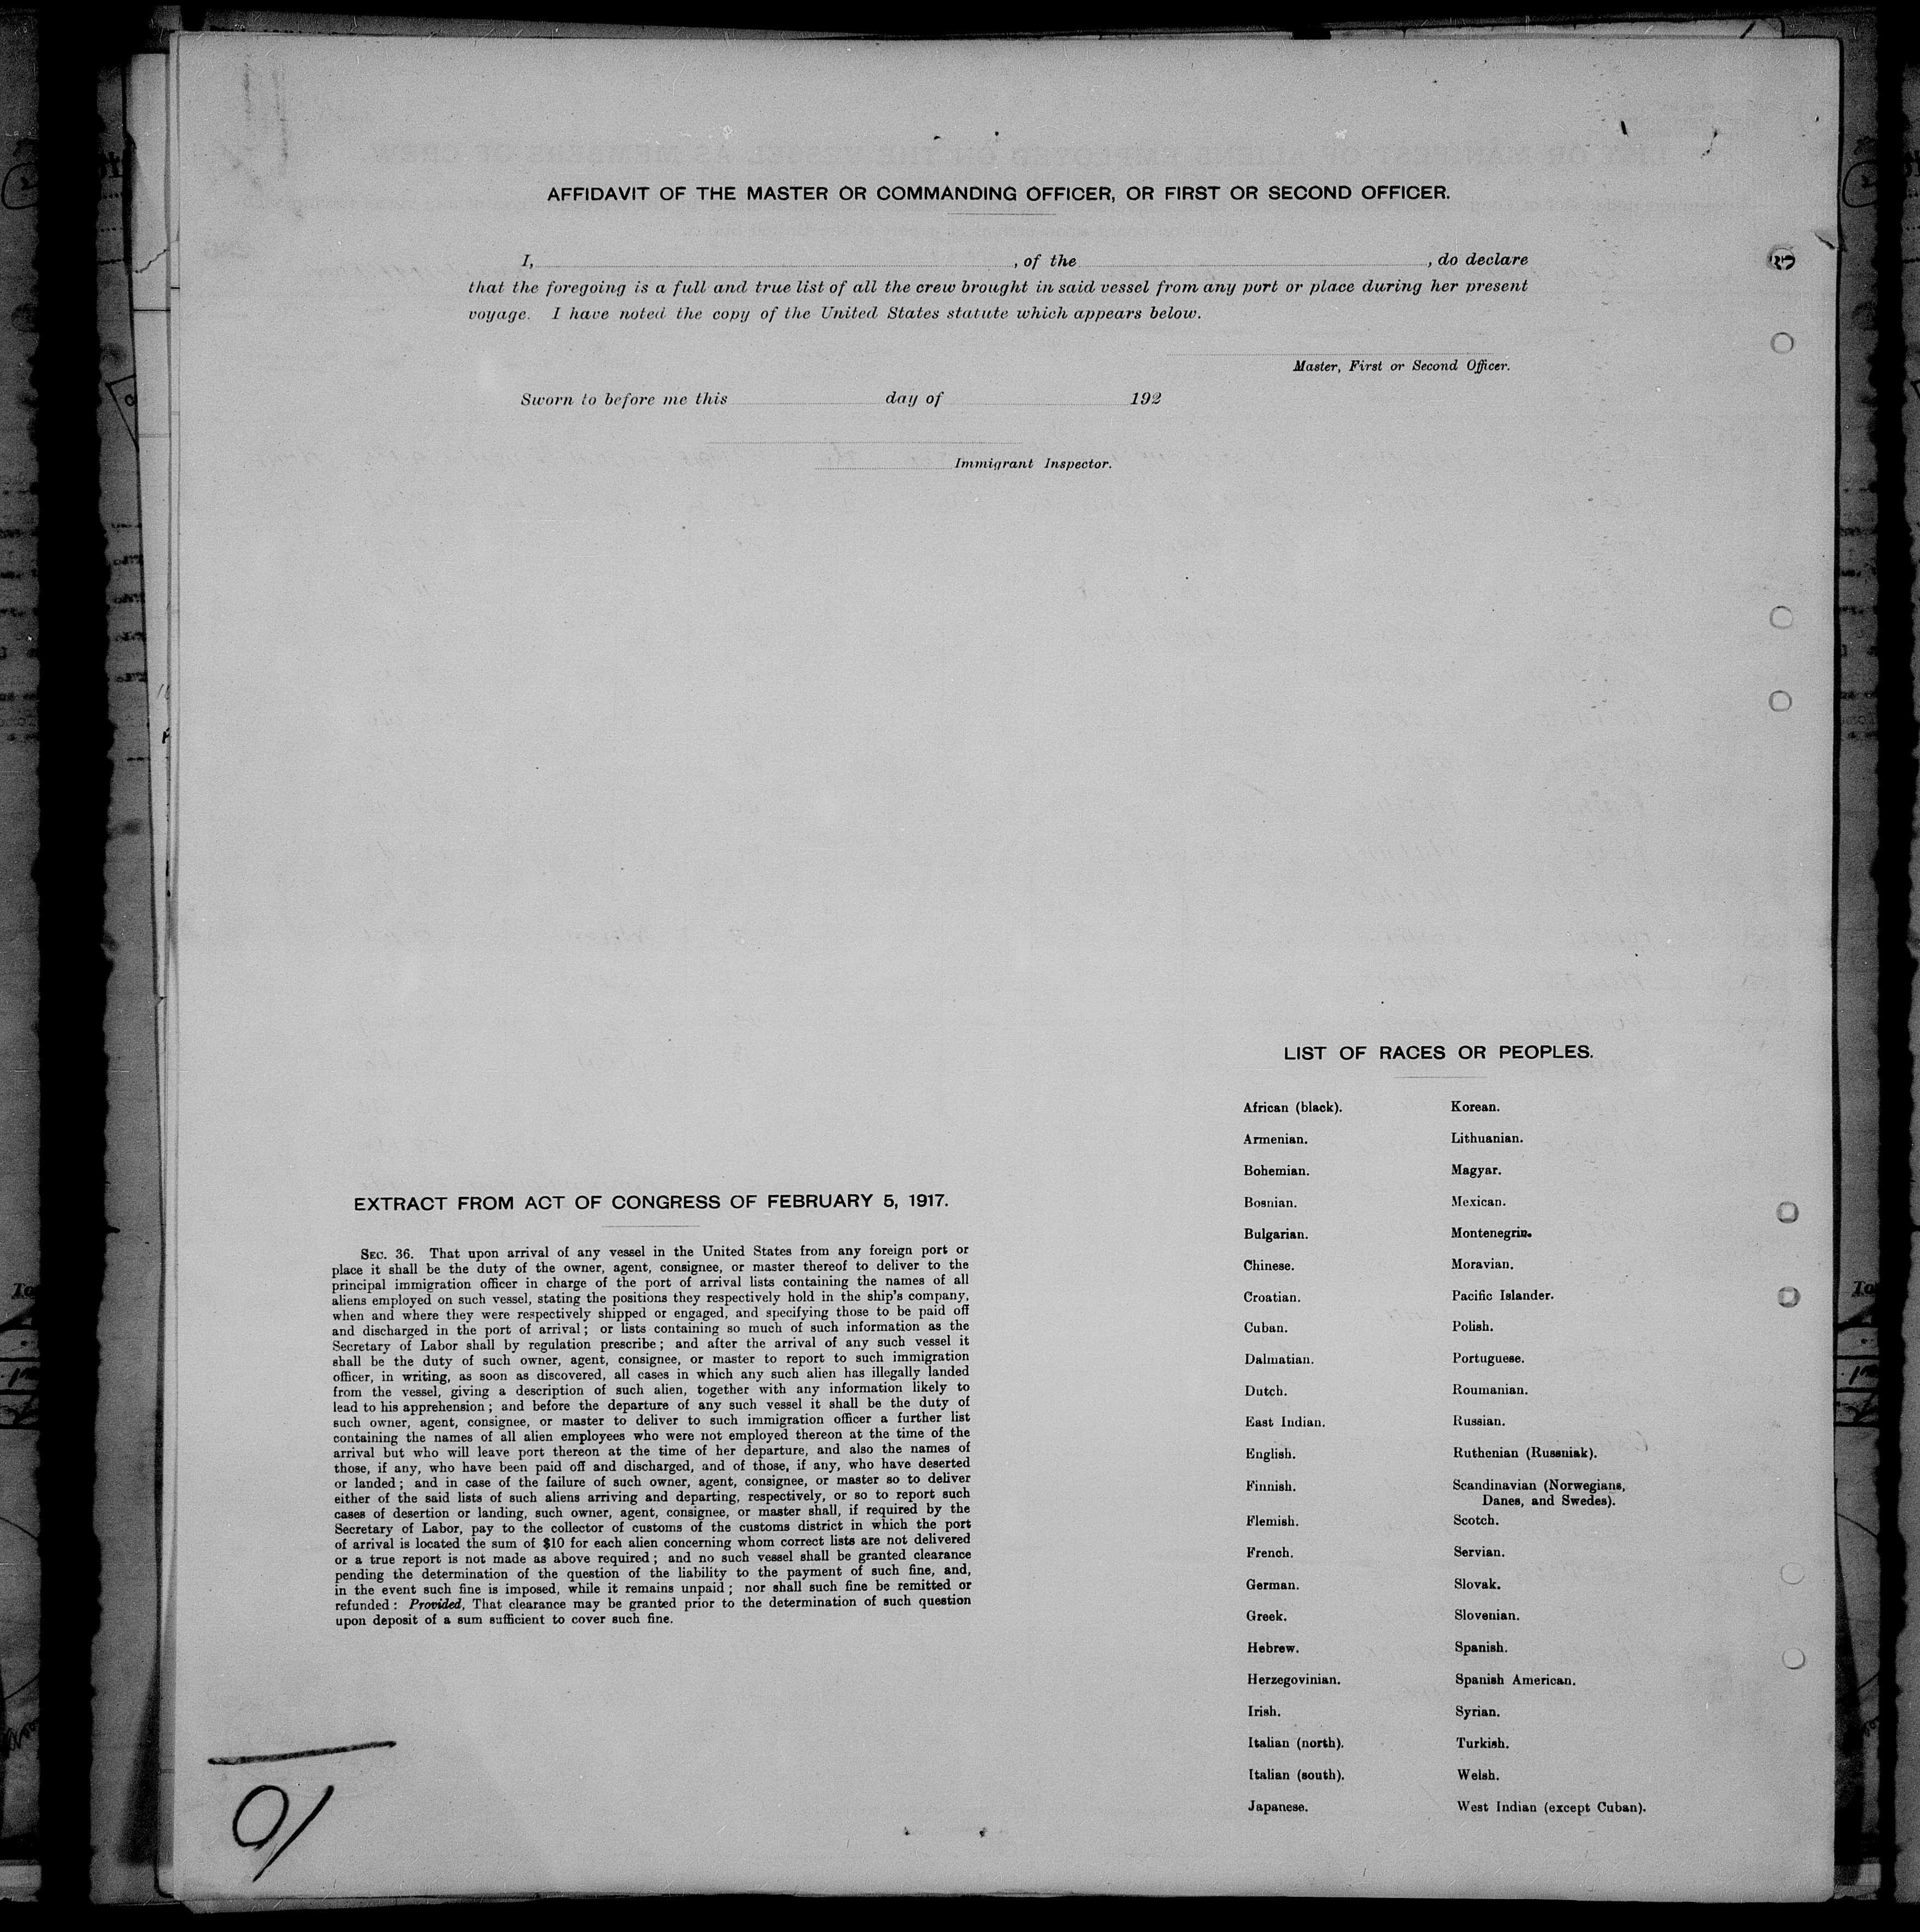 AFFIDAVIT OF THE MASTER OR COMMANDING OFFICER, OR FIRST OR SECOND OFFICER.
I, , of the , do declare
that the foregoing is a full and true list of all the crew brought in said vessel from any port or place during her present
voyage. I have noted the copy of the United States statute which appears below.
Master, First or Second Officer.
Sworn to before me this day of 192
Immigrant Inspector.
EXTRACT FROM ACT OF CONGRESS OF FEBRUARY 5, 1917.
SEC. 36. That upon arrival of any vessel in the United States from any foreign port or
place it shall be the duty of the owner, agent, consignee, or master thereof to deliver to the
principal immigration officer in charge of the port of arrival lists containing the names of all
aliens employed on such vessel, stating the positions they respectively hold in the ship's company,
when and where they were respectively shipped or engaged, and specifying those to be paid off
and discharged in the port of arrival; or lists containing so much of such information as the
Secretary of Labor shall by regulation prescribe; and after the arrival of any such vessel it
shall be the duty of such owner, agent, consignee, or master to report to such immigration
officer, in writing, as soon as discovered, all cases in which any such alien has illegally landed
from the vessel, giving a description of such alien, together with any information likely to
lead to his apprehension; and before the departure of any such vessel it shall be the duty of
such owner, agent, consignee, or master to deliver to such immigration officer a further list
containing the names of all alien employees who were not employed thereon at the time of the
arrival but who will leave port thereon at the time of her departure, and also the names of
those, if any, who have been paid off and discharged, and of those, if any, who have deserted
or landed; and in case of the failure of such owner, agent, consignee, or master so to deliver
either of the said lists of such aliens arriving and departing, respectively, or so to report such
cases of desertion or landing, such owner, agent, consignee, or master shall, if required by the
Secretary of Labor, pay to the collector of customs of the customs district in which the port
of arrival is located the sum of $10 for each alien concerning whom correct lists are not delivered
or a true report is not made as above required; and no such vessel shall be granted clearance
pending the determination of the question of the liability to the payment of such fine, and,
in the event such fine is imposed, while it remains unpaid; nor shall such fine be remitted or
refunded: Provided, That clearance may be granted prior to the determination of such question
upon deposit of a sum sufficient to cover such fine.
LIST OF RACES OR PEOPLES.
African (black).
Armenian.
Bohemian.
Bosnian.
Bulgarian.
Chinese.
Croatian.
Cuban.
Dalmatian.
Dutch.
East Indian.
English.
Finnish.
Flemish.
French.
German.
Greek.
Hebrew.
Herzegovinian.
Irish.
Italian (north).
Italian (south).
Japanese.
Korean.
Lithuanian.
Magyar.
Mexican.
Montenegrin.
Moravian.
Pacific Islander.
Polish.
Portuguese.
Roumanian.
Russian.
Ruthenian (Russniak).
Scandinavian (Norwegians,
Danes, and Swedes).
Scotch.
Servian.
Slovak.
Slovenian.
Spanish.
Spanish American.
Syrian.
Turkish.
Welsh.
West Indian (except Cuban).